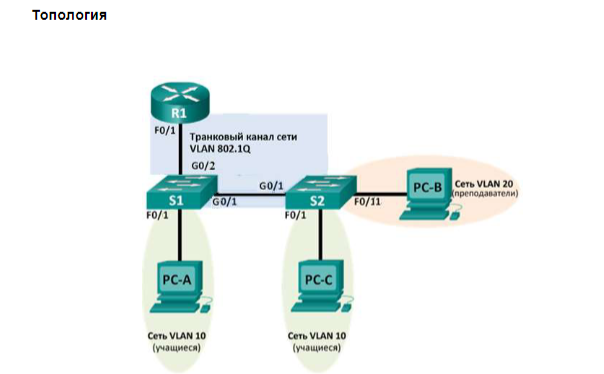 Топология
R1
F0/1
Транковый канал сети
VLAN 802.1Q
G0/2
G0/1
S1
G0/1
F0/1
S2
F0/1
F0/11
PC-B
Сеть VLAN 20
(преподаватели)
PC-A
PC-C
Сеть VLAN 10
(учащиеся)
Сеть VLAN 10
(учащиеся)